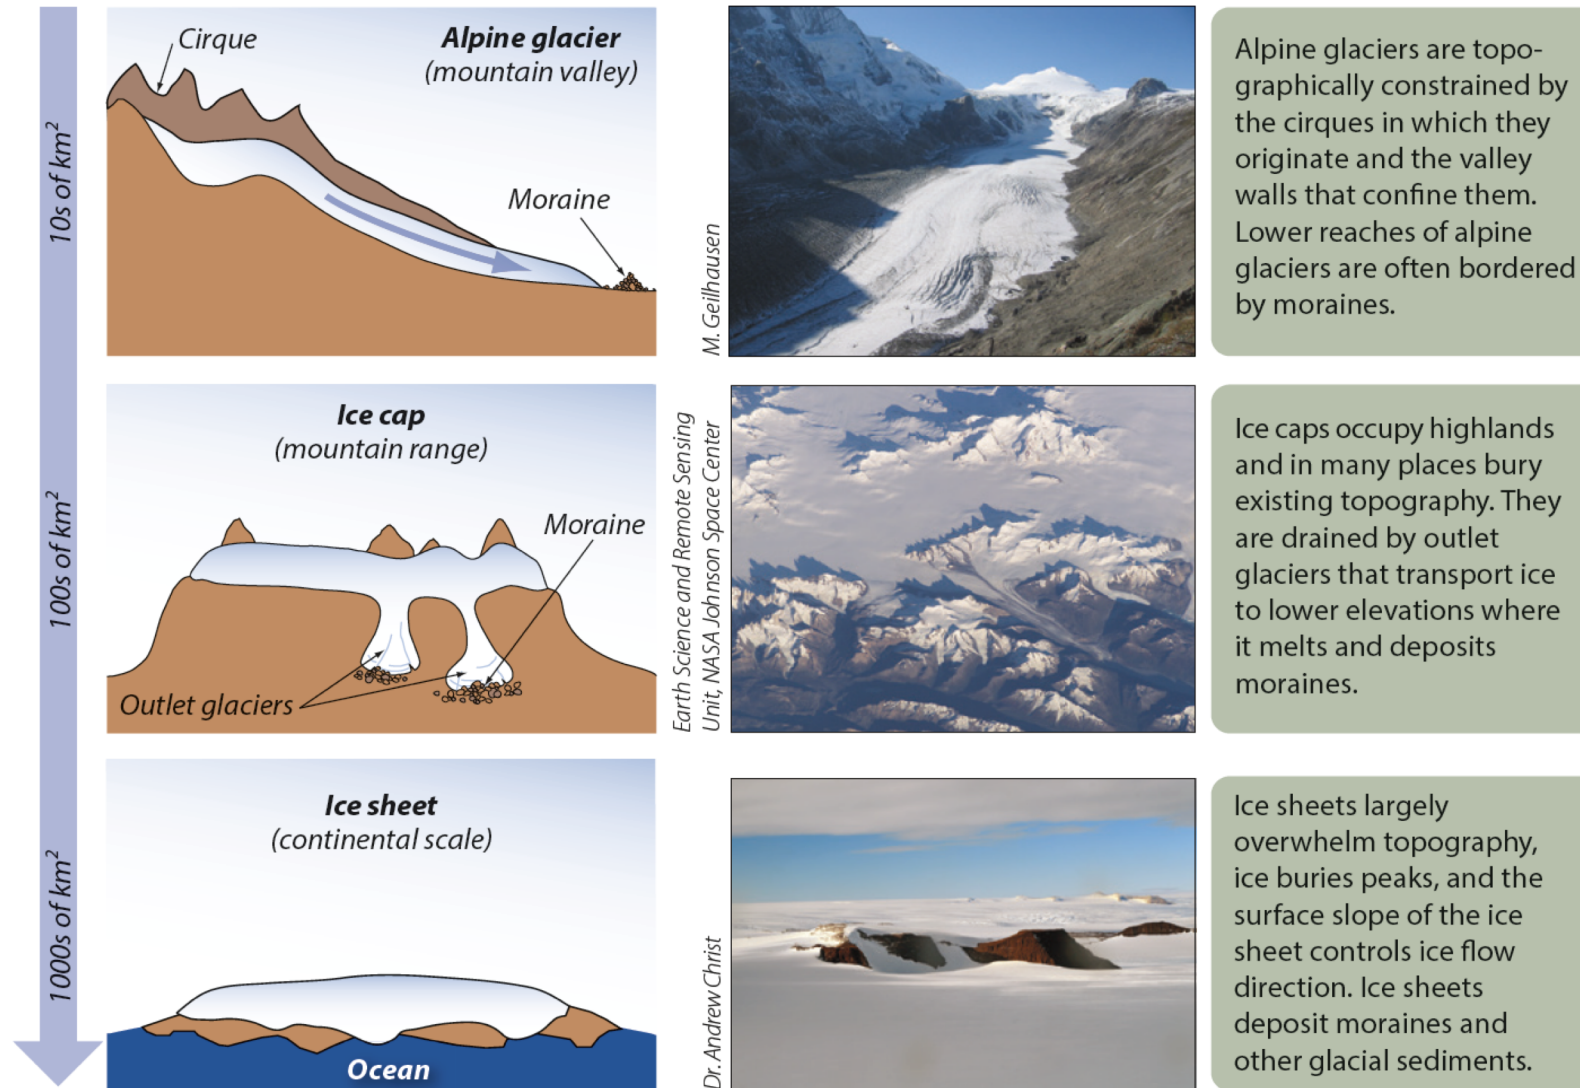 10s of km²
Cirque
Alpine glacier
(mountain valley)
Moraine
M. Geilhausen
Alpine glaciers are topo-
graphically constrained by
the cirques in which they
originate and the valley
walls that confine them.
Lower reaches of alpine
glaciers are often bordered
by moraines.
100s of km²
Ice cap
(mountain range)
Moraine
Outlet glaciers
Earth Science and Remote Sensing
Unit, NASA Johnson Space Center
Ice caps occupy highlands
and in many places bury
existing topography. They
are drained by outlet
glaciers that transport ice
to lower elevations where
it melts and deposits
moraines.
1000s of km²
Ice sheet
(continental scale)
Ocean
Dr. Andrew Christ
Ice sheets largely
overwhelm topography,
ice buries peaks, and the
surface slope of the ice
sheet controls ice flow
direction. Ice sheets
deposit moraines and
other glacial sediments.